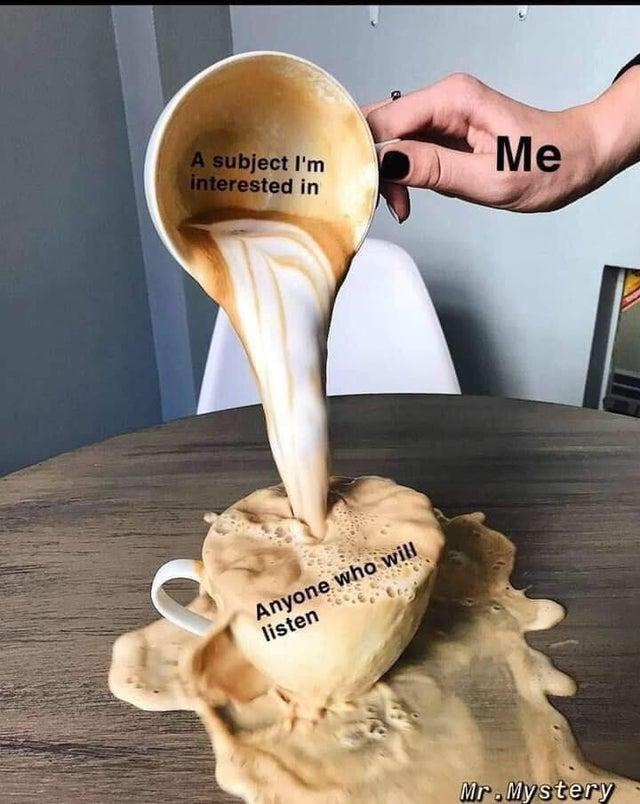 A subject I'm
interested in
Me
Anyone who will
listen
Mr.Mystery